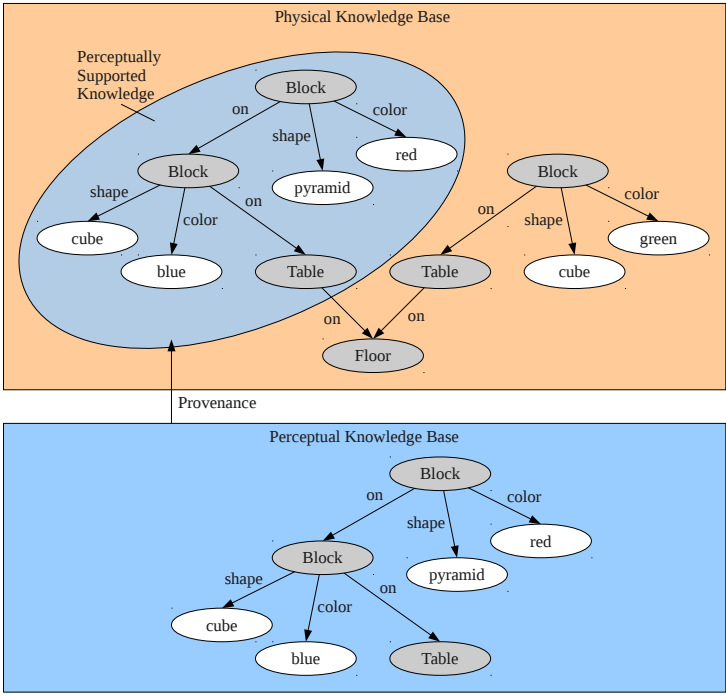 Physical Knowledge Base
Perceptually
Supported
Knowledge
Block
on
shape
color
red
Block
pyramid
shape
color
on
cube
blue
Table
Block
on
shape
color
green
Table
cube
on
on
Floor
Provenance
Perceptual Knowledge Base
Block
on
shape
color
red
Block
pyramid
shape
color
on
cube
blue
Table